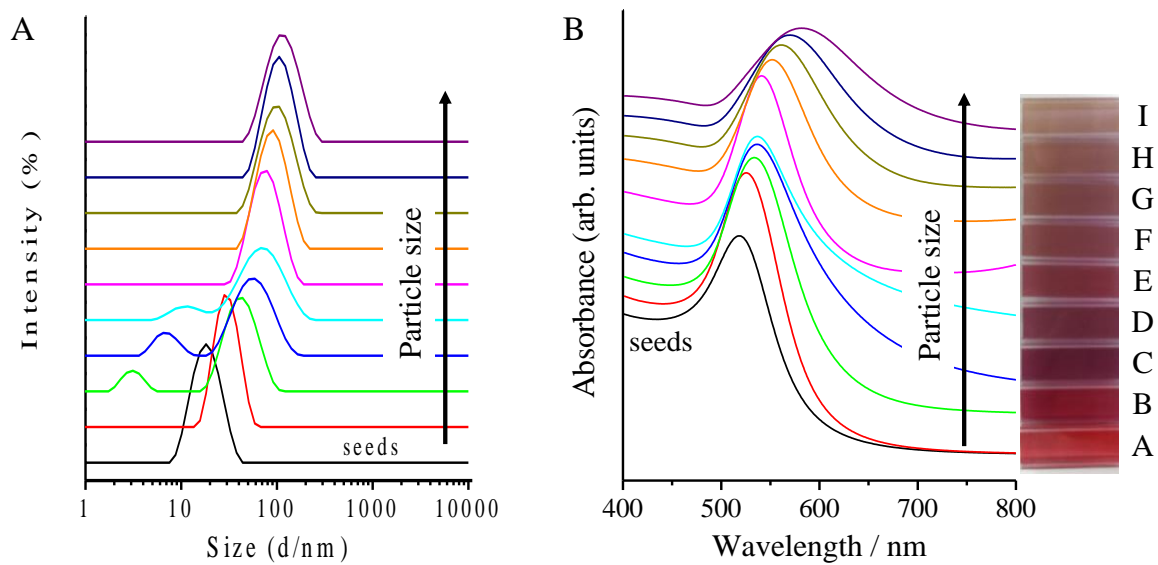 A
Intensity (%)
Particle size
seeds
1
10
100
1000
10000
Size (d/nm)
B
Absorbance (arb. units)
Particle size
seeds
400
500
600
700
800
Wavelength / nm
I
H
G
F
E
D
C
B
A